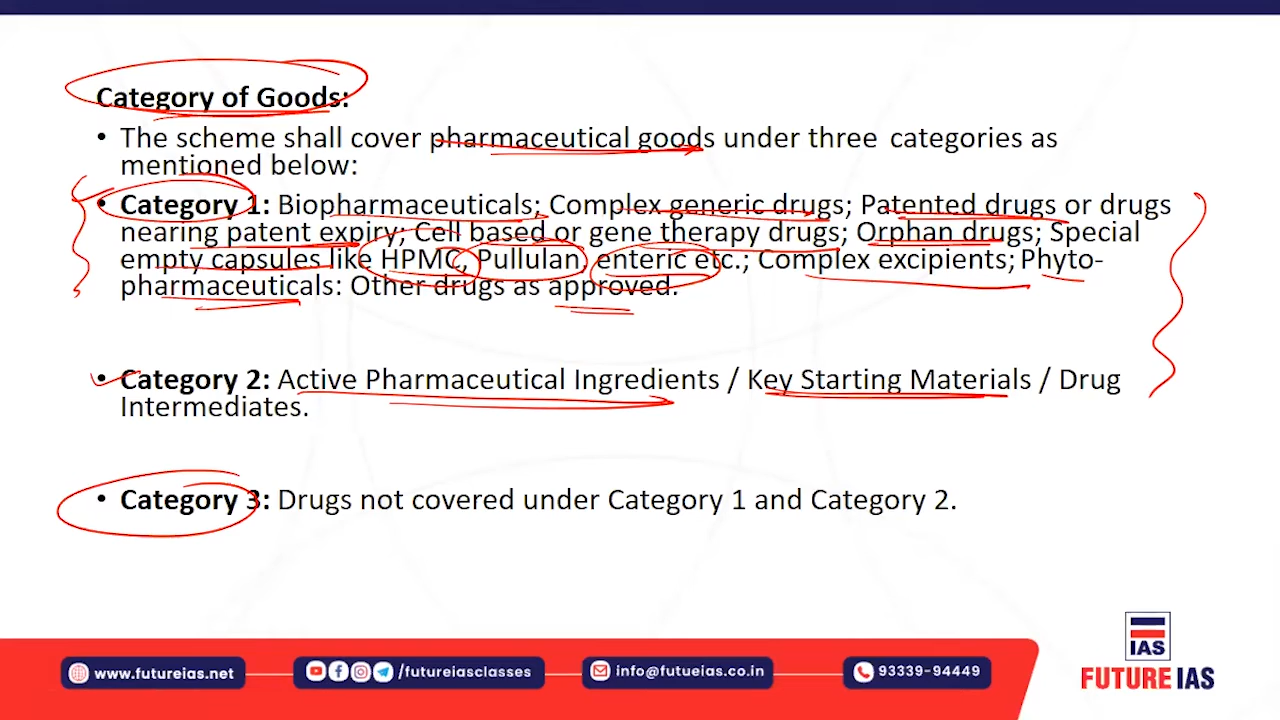 Category of Goods:
• The scheme shall cover pharmaceutical goods under three categories as
mentioned below:
• Category 1: Biopharmaceuticals; Complex generic drugs; Patented drugs or drugs
nearing patent expiry; Cell based or gene therapy drugs; Orphan drugs; Special
empty capsules like HPMC, Pullulan, enteric etc.; Complex excipients; Phyto-
pharmaceuticals: Other drugs as approved.
• Category 2: Active Pharmaceutical Ingredients / Key Starting Materials / Drug
Intermediates.
• Category 3: Drugs not covered under Category 1 and Category 2.
IAS
FUTURE IAS
www.futureias.net
/futureiasclasses
info@futueias.co.in
93339-94449